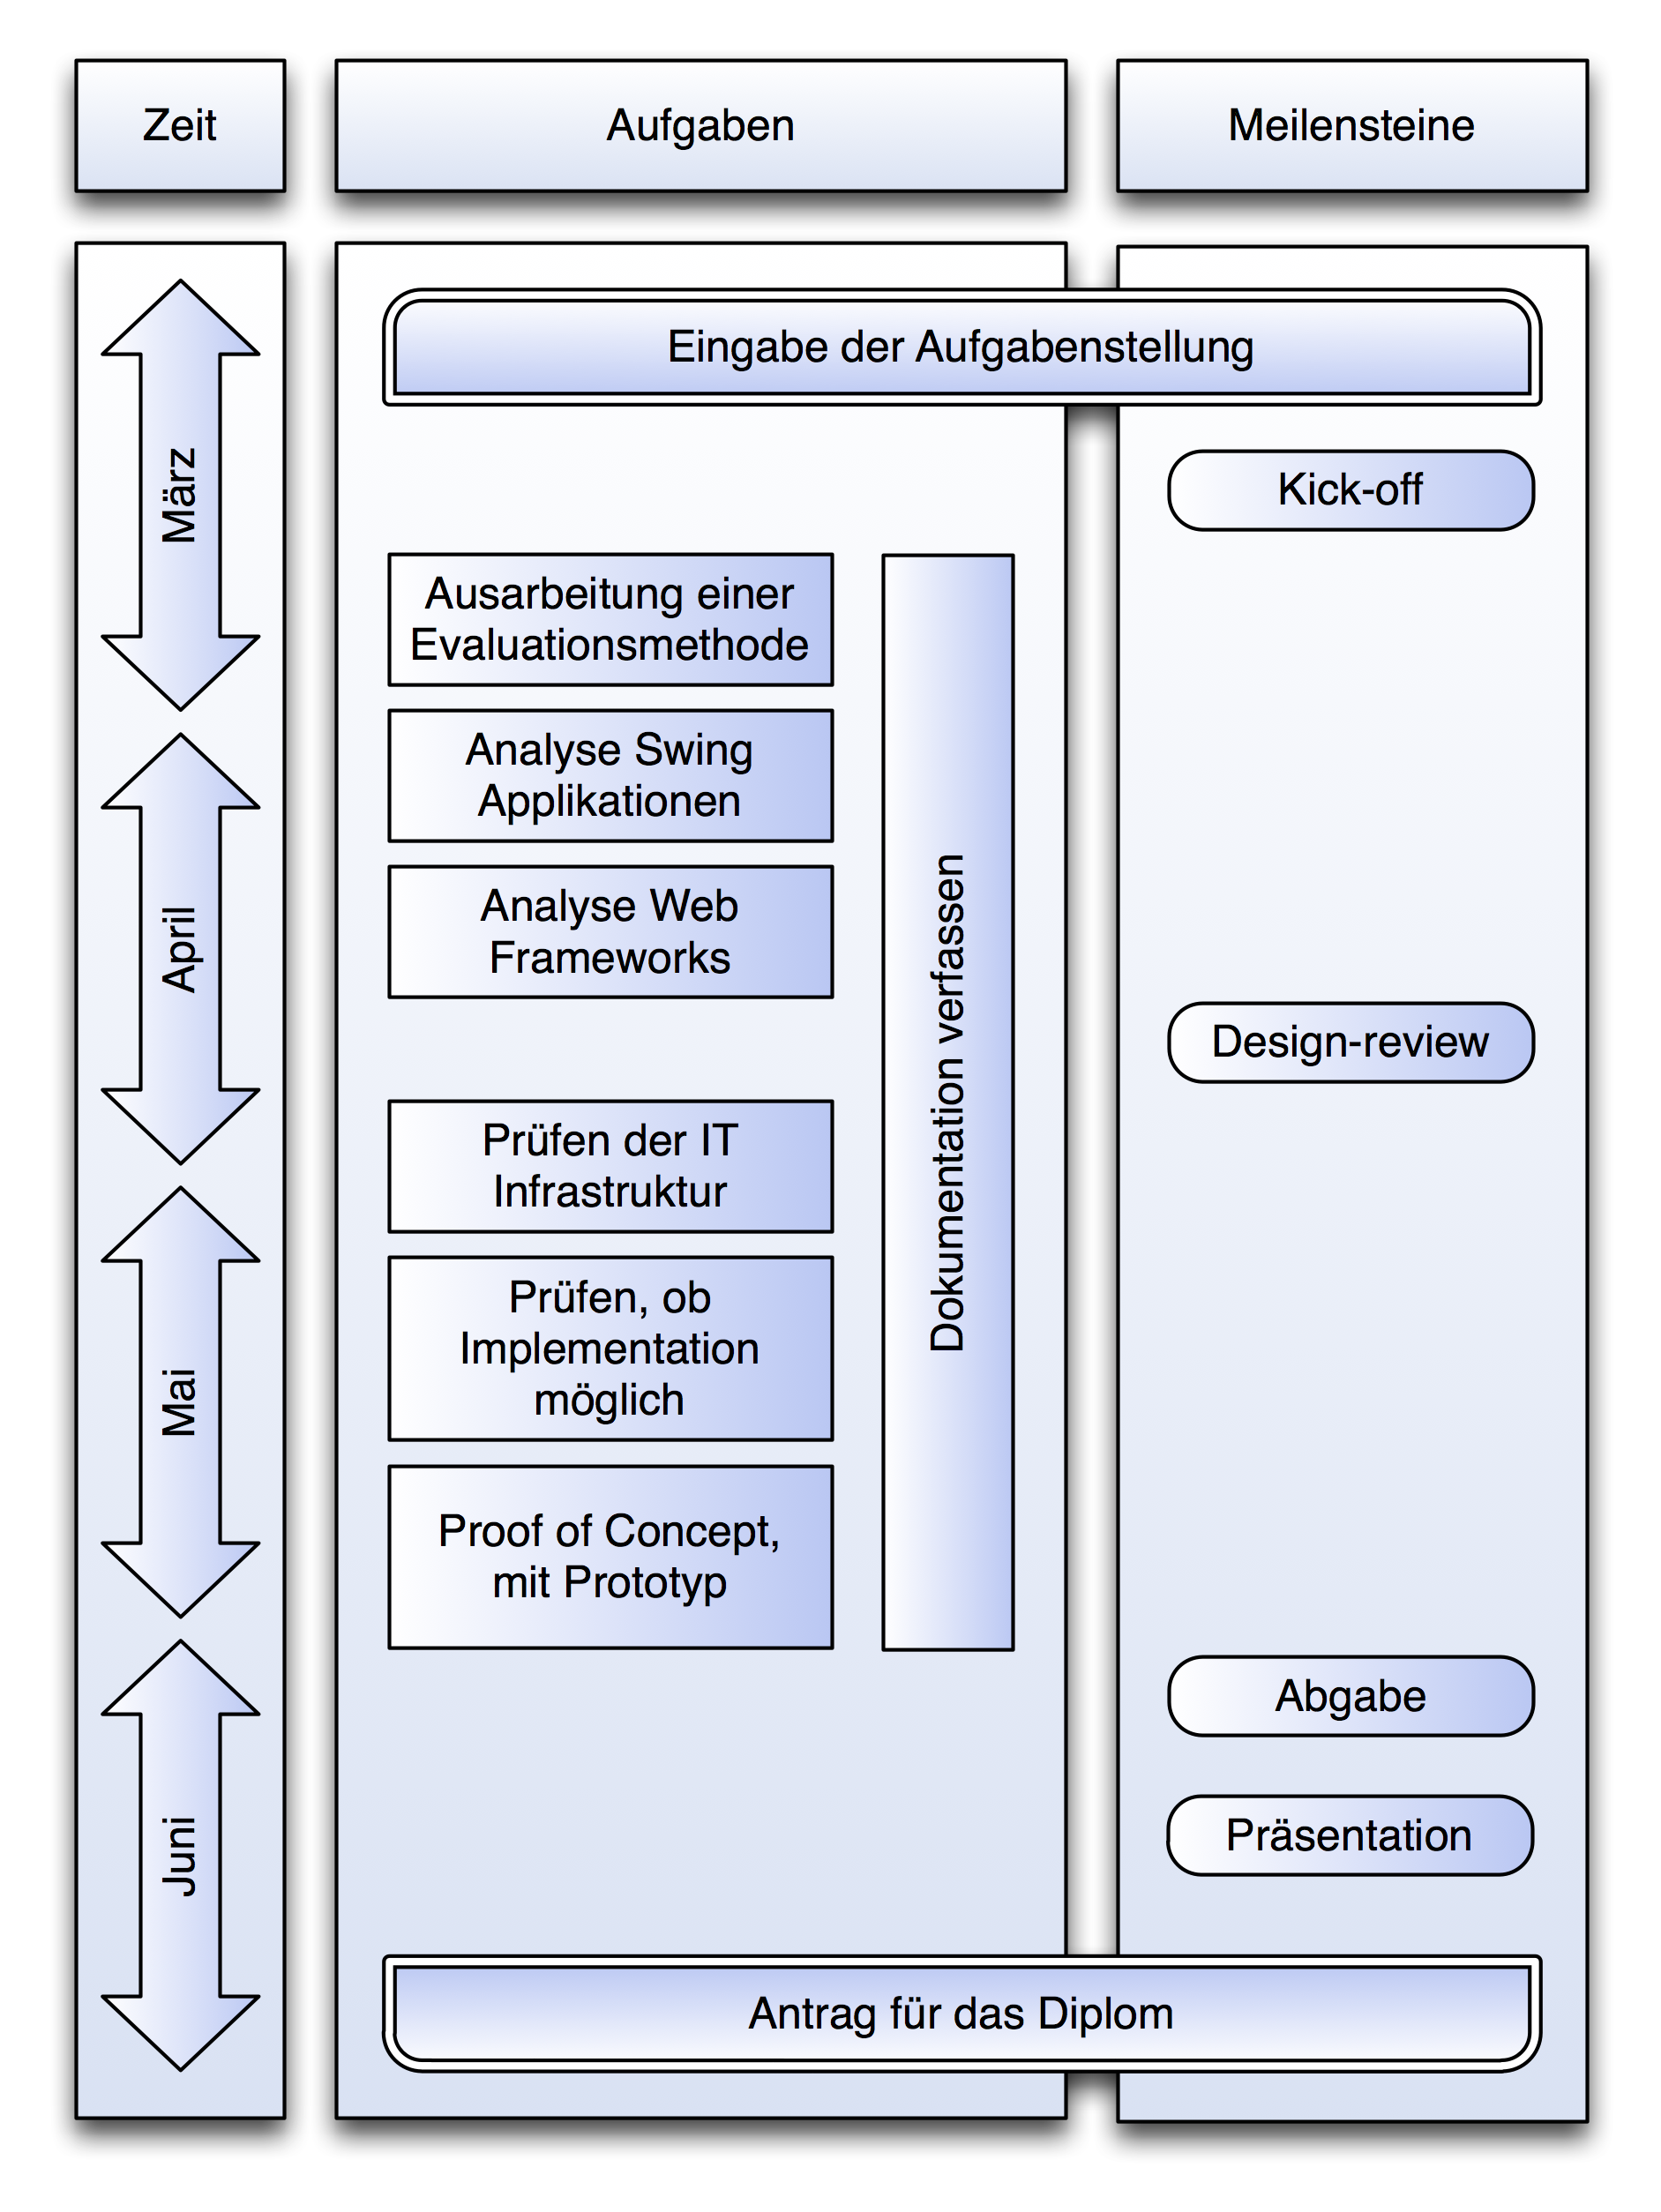 Zeit
Aufgaben
Meilensteine
Eingabe der Aufgabenstellung
März
Kick-off
Ausarbeitung einer
Evaluationsmethode
Analyse Swing
Applikationen
Analyse Web
Frameworks
Dokumentation verfassen
April
Design-review
Prüfen der IT
Infrastruktur
Prüfen, ob
Implementation
möglich
Mai
Proof of Concept,
mit Prototyp
Abgabe
Präsentation
Juni
Antrag für das Diplom